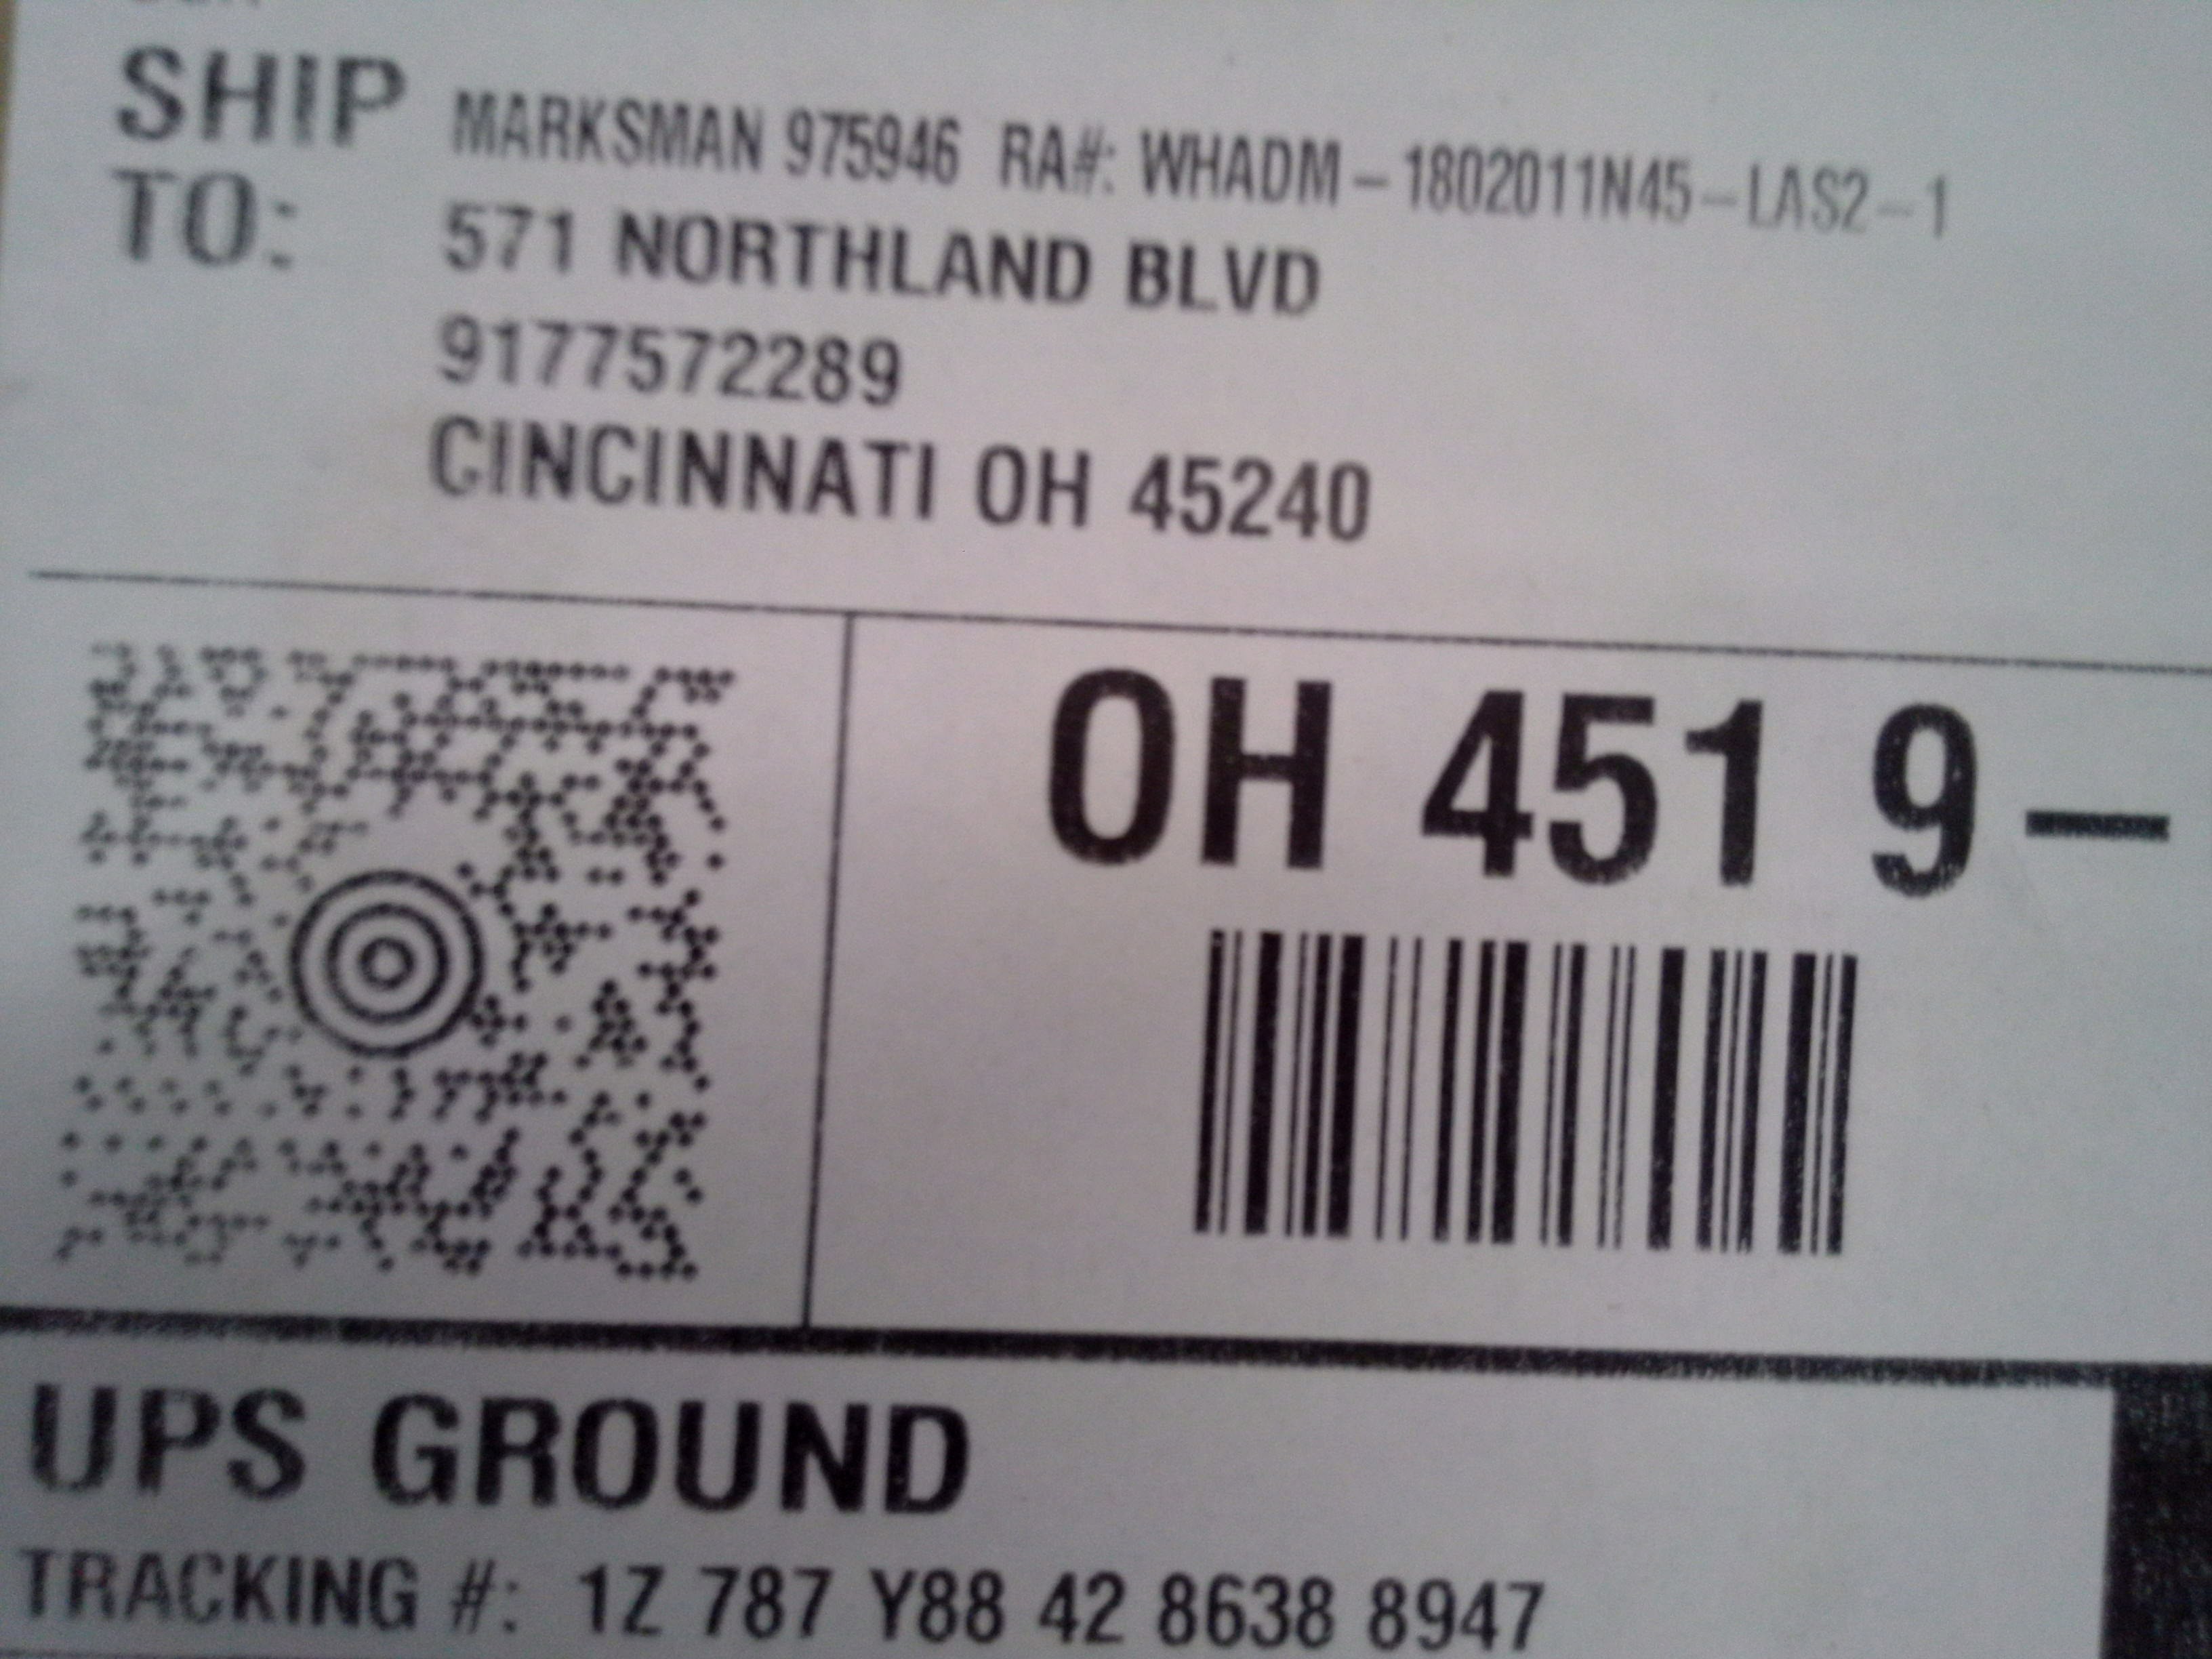 SHIP TO: MARKSMAN 975946 RA#: WHADM-1802011N45-LAS2-1
571 NORTHLAND BLVD
9177572289
CINCINNATI OH 45240
OH 451 9-
UPS GROUND
TRACKING #: 1Z 787 Y88 42 8638 8947